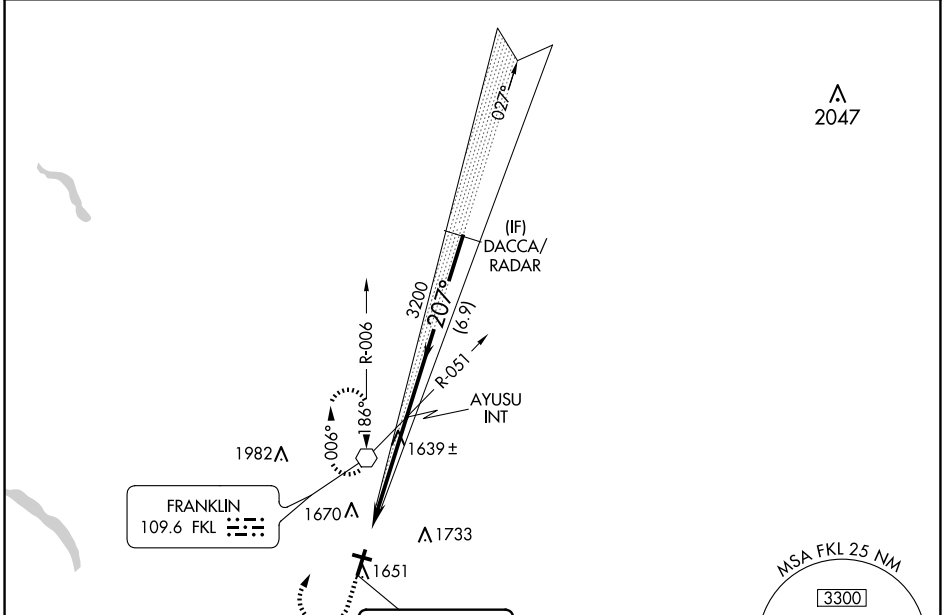 027°
2047
(IF)
DACCA/
RADAR
3200
207°
(6.9)
R-006
R-051
AYUSU
INT
006°
186°
1982
1639 ±
FRANKLIN
109.6 FKL
1670
1733
1651
MSA FKL 25 NM
3300